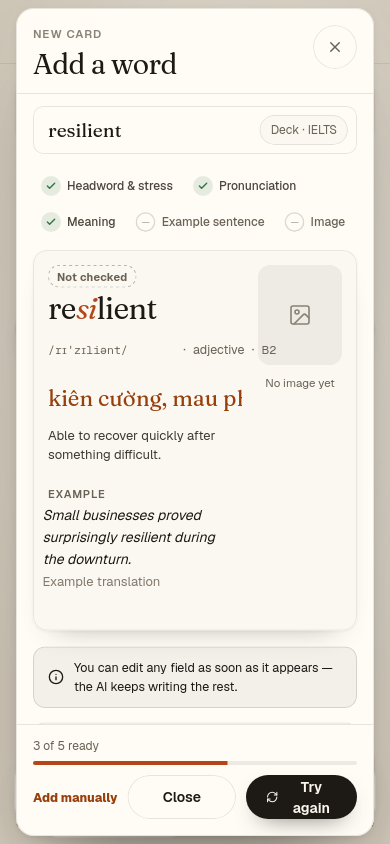 NEW CARD
Add a word
resilient
Deck · IELTS
Headword & stress
Pronunciation
Meaning
Example sentence
Image
Not checked
resilient
/rɪˈzɪliənt/ · adjective · B2
No image yet
kiên cường, mau
Able to recover quickly after
something difficult.
EXAMPLE
Small businesses proved
surprisingly resilient during
the downturn.
Example translation
You can edit any field as soon as it appears —
the AI keeps writing the rest.
3 of 5 ready
Add manually
Close
Try
again